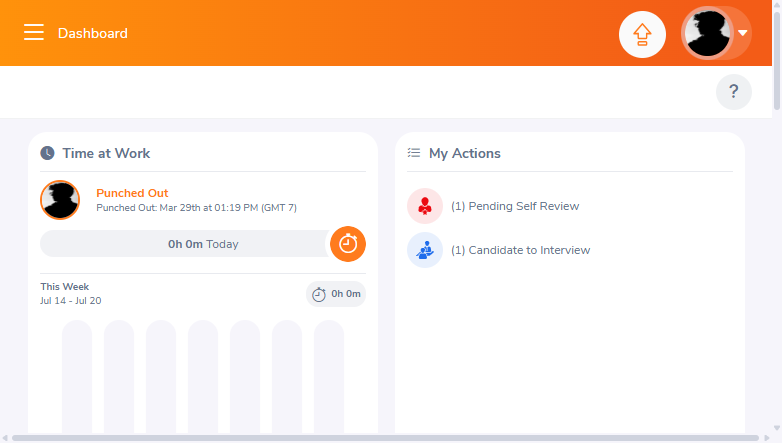 Dashboard
?
Time at Work
Punched Out
Punched Out: Mar 29th at 01:19 PM (GMT 7)
0h 0m Today
This Week
Jul 14 - Jul 20
0h 0m
My Actions
(1) Pending Self Review
(1) Candidate to Interview